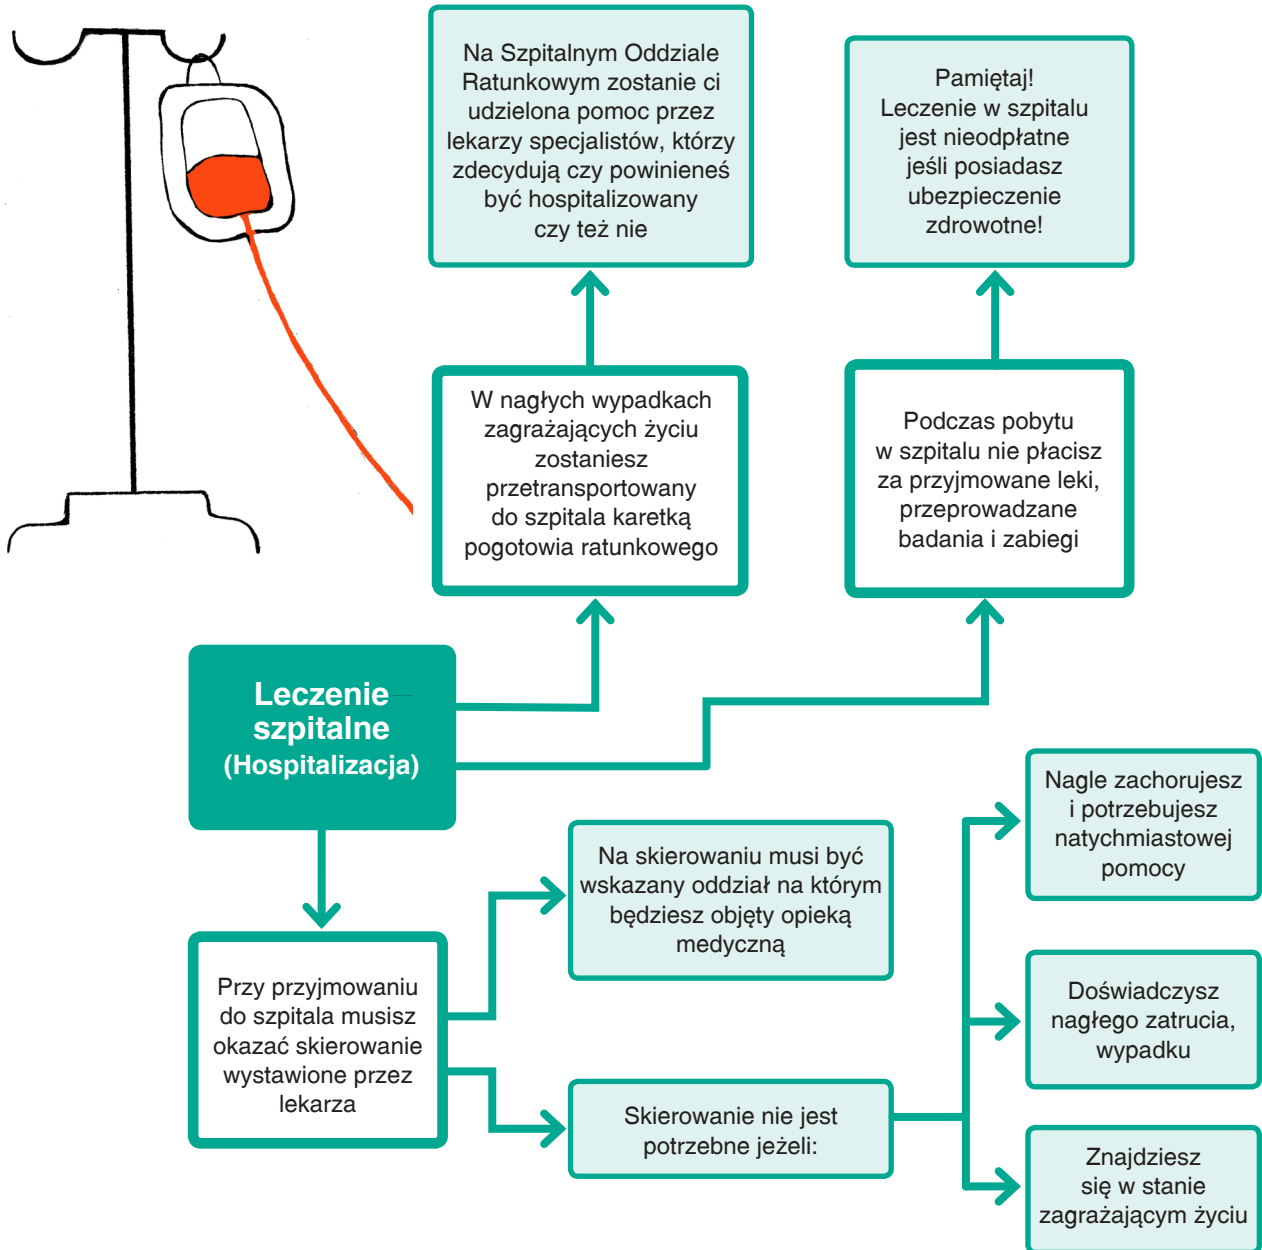 Na Szpitalnym Oddziale
Ratunkowym zostanie ci
udzielona pomoc przez
lekarzy specjalistów, którzy
zdecydują czy powinieneś
być hospitalizowany
czy też nie
Pamiętaj!
Leczenie w szpitalu
jest nieodpłatne
jeśli posiadasz
ubezpieczenie
zdrowotne!
W nagłych wypadkach
zagrażających życiu
zostaniesz
przetransportowany
do szpitala karetką
pogotowia ratunkowego
Podczas pobytu
w szpitalu nie płacisz
za przyjmowane leki,
przeprowadzane
badania i zabiegi
Leczenie
szpitalne
(Hospitalizacja)
Przy przyjmowaniu
do szpitala musisz
okazać skierowanie
wystawione przez
lekarza
Na skierowaniu musi być
wskazany oddział na którym
będziesz objęty opieką
medyczną
Skierowanie nie jest
potrzebne jeżeli:
Nagle zachorujesz
i potrzebujesz
natychmiastowej
pomocy
Doświadczysz
nagłego zatrucia,
wypadku
Znajdziesz
się w stanie
zagrażającym życiu